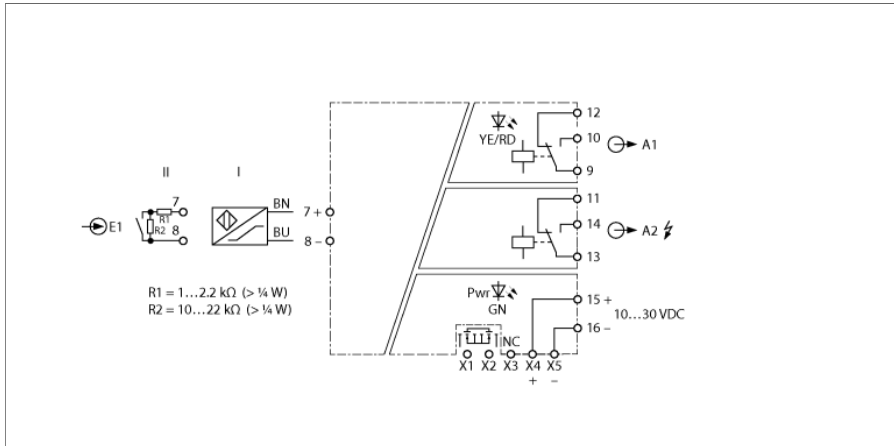 12
YE/RD
10
A1
9
II
I
E1
7
R1
R2
8
BN
7 +
BU
8 –
11
14
A2
13
R1 = 1...2.2 kΩ (> ¼ W)
R2 = 10...22 kΩ (> ¼ W)
Pwr
GN
15 +
10...30 VDC
16 –
NC
X1 X2 X3 X4 X5
+ –